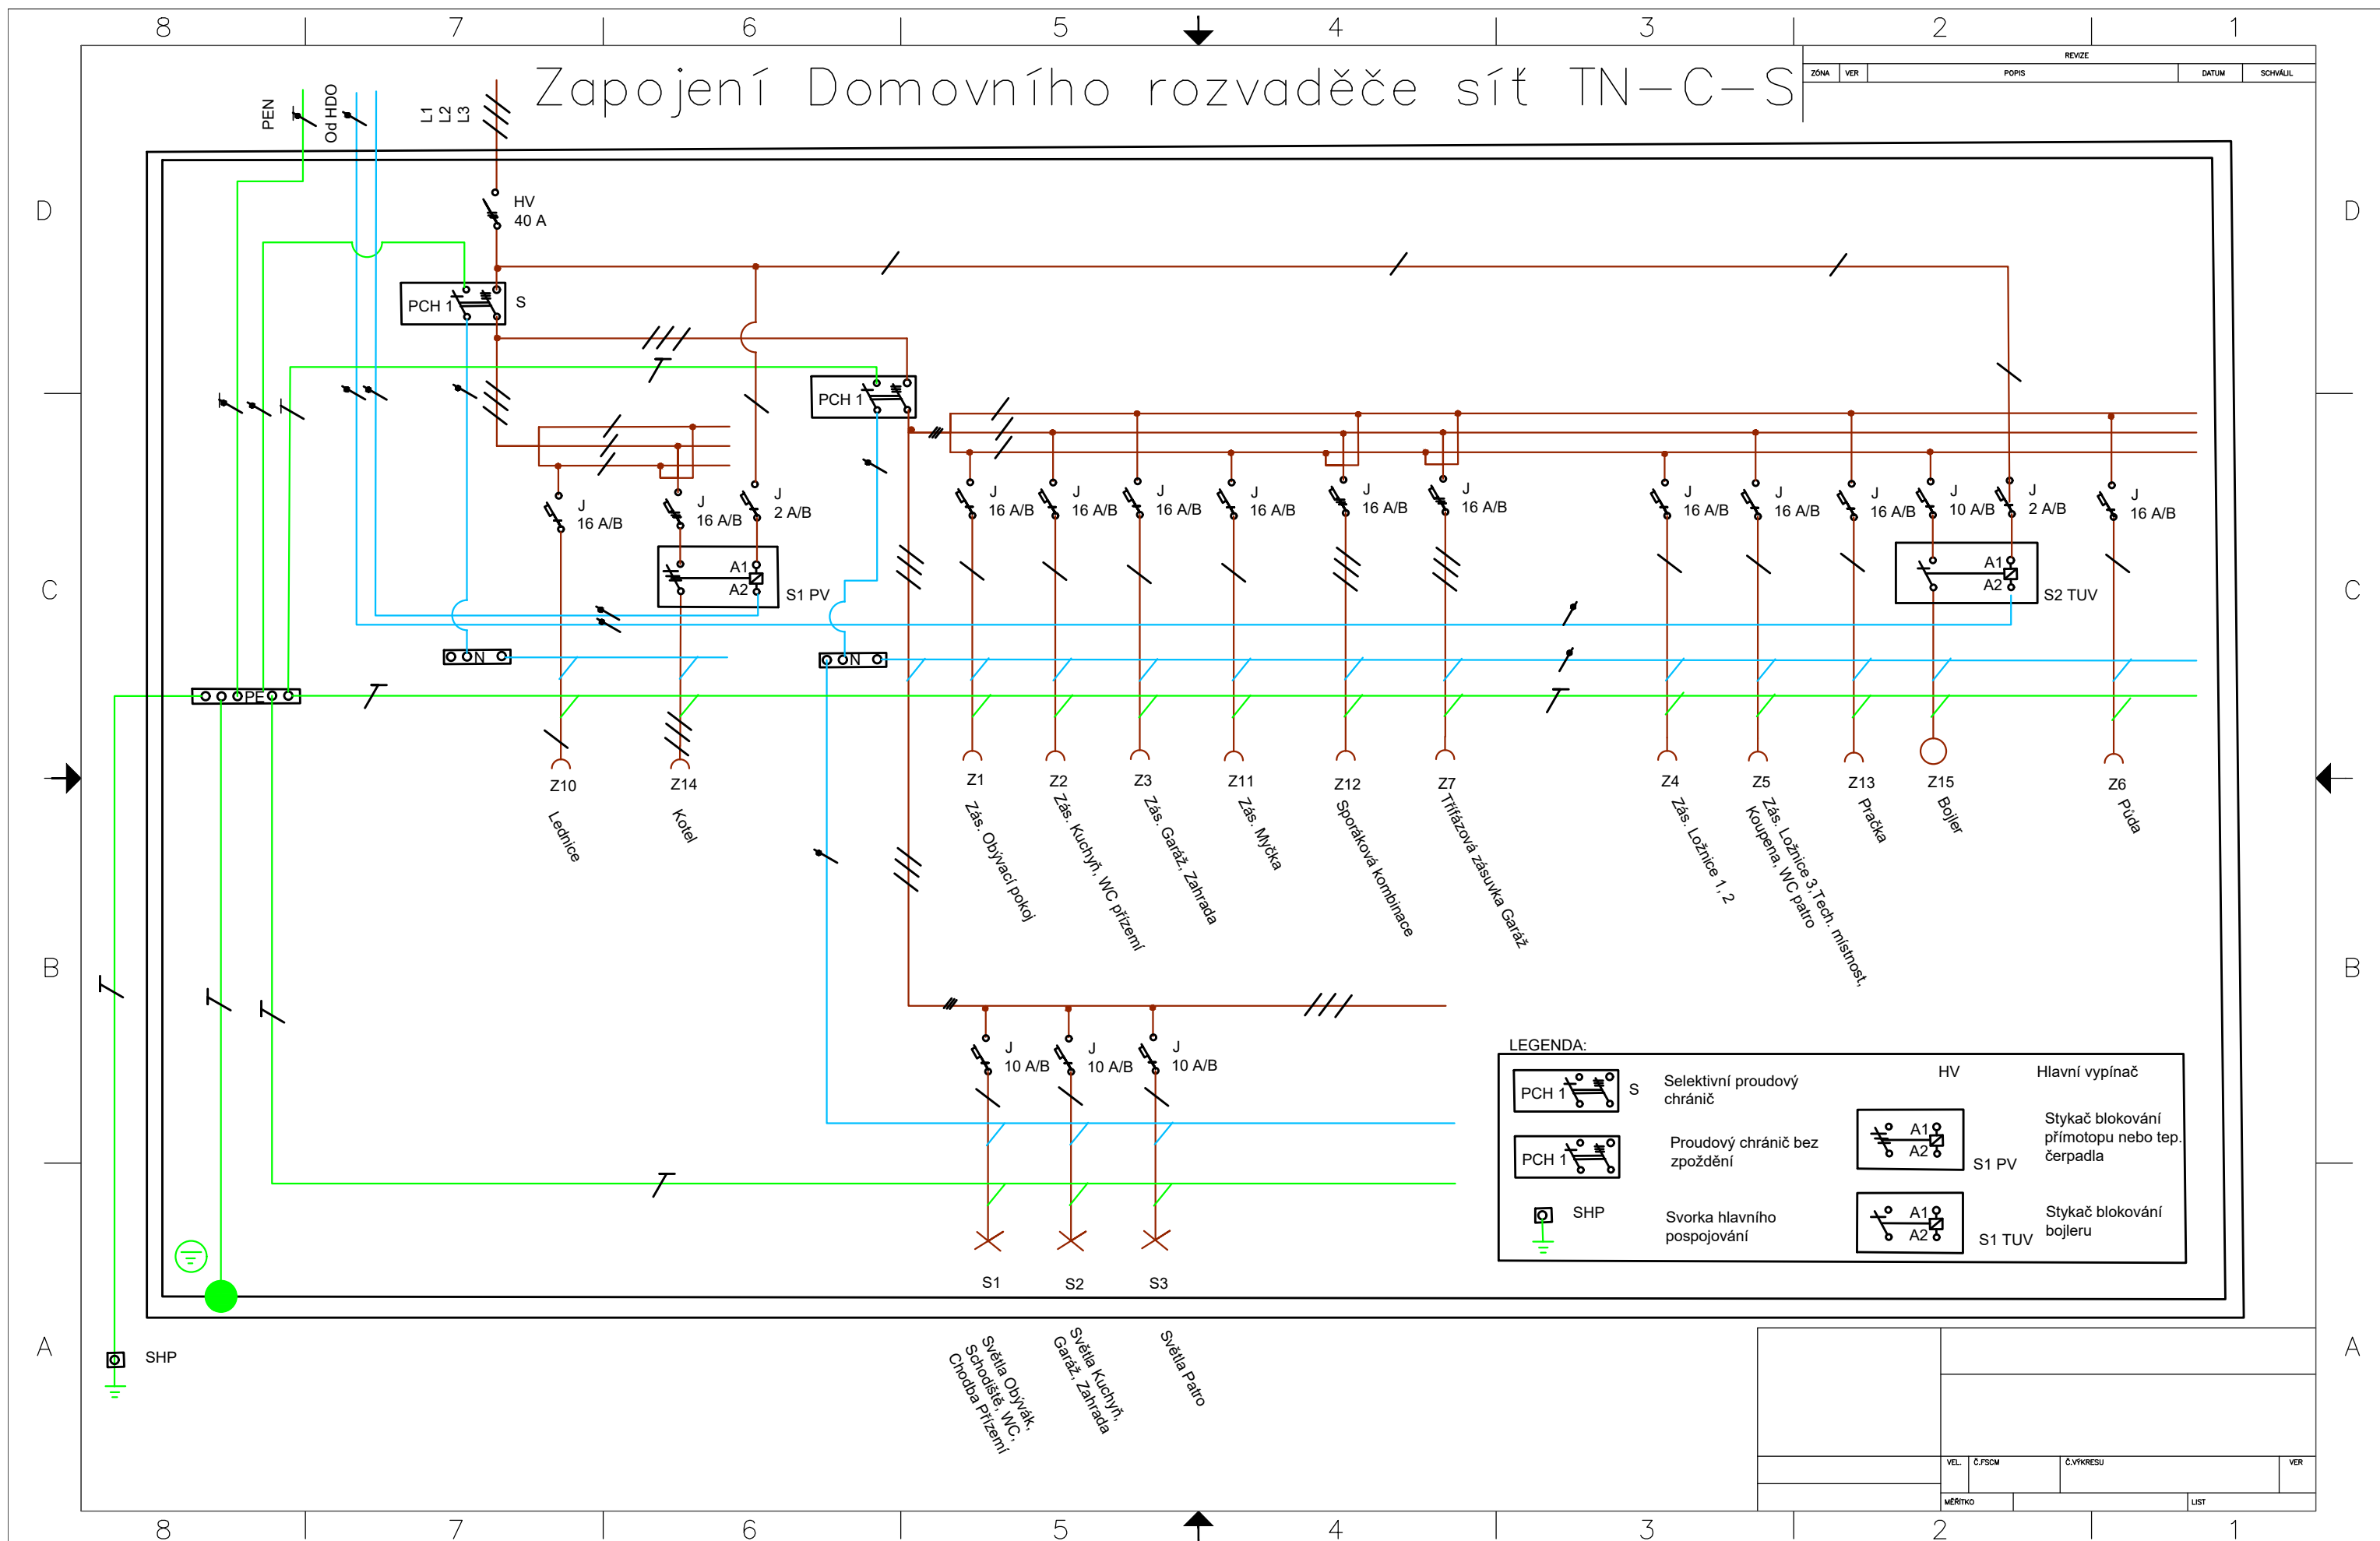 8 7 6 5 4 3 2 1
Zapojení Domovního rozvaděče síť TN-C-S
REVIZE
ZÓNA VER POPIS DATUM SCHVÁLIL
PEN
Od HDO
L1
L2
L3
D D
HV
40 A
PCH 1 S
PCH 1
J
16 A/B
J
16 A/B
J
2 A/B
J
16 A/B
J
16 A/B
J
16 A/B
J
16 A/B
J
16 A/B
J
16 A/B
J
16 A/B
J
16 A/B
J
16 A/B
J
10 A/B
J
2 A/B
J
16 A/B
C C
A1
A2
S1 PV
A1
A2
S2 TUV
N
N
PE
Z10
Lednice
Z14
Kotel
Z1
Zás. Obývací pokoj
Z2
Zás. Kuchyň, WC přízemí
Z3
Zás. Garáž, Zahrada
Z11
Zás. Myčka
Z12
Sporáková kombinace
Z7
Třífázová zásuvka Garáž
Z4
Zás. Ložnice 1, 2
Z5
Zás. Ložnice 3,Tech. místnost,
Koupena, WC patro
Z13
Pračka
Z15
Bojler
Z6
Půda
B B
J
10 A/B
J
10 A/B
J
10 A/B
LEGENDA:
PCH 1 S
Selektivní proudový
chránič
HV
Hlavní vypínač
PCH 1
Proudový chránič bez
zpoždění
A1
A2
S1 PV
Stykač blokování
přímotopu nebo tep.
čerpadla
SHP
Svorka hlavního
pospojování
A1
A2
S1 TUV
Stykač blokování
bojleru
S1
Světla Obývák,
Schodiště, WC,
Chodba Přízemí
S2
Světla Kuchyň,
Garáž, Zahrada
S3
Světla Patro
A A
SHP
VEL. Č.FSCM Č.VÝKRESU VER
MĚŘÍTKO LIST
8 7 6 5 4 3 2 1